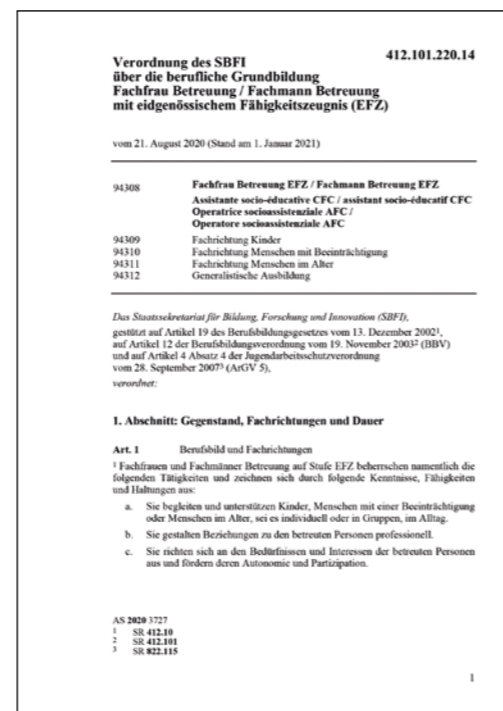 412.101.220.14
Verordnung des SBFI
über die berufliche Grundbildung
Fachfrau Betreuung / Fachmann Betreuung
mit eidgenössischem Fähigkeitszeugnis (EFZ)
vom 21. August 2020 (Stand am 1. Januar 2021)
94308 Fachfrau Betreuung EFZ / Fachmann Betreuung EFZ
Assistante socio-éducative CFC / assistant socio-éducatif CFC
Operatrice socioassistenziale AFC /
Operatore socioassistenziale AFC
94309 Fachrichtung Kinder
94310 Fachrichtung Menschen mit Beeinträchtigung
94311 Fachrichtung Menschen im Alter
94312 Generalistische Ausbildung
Das Staatssekretariat für Bildung, Forschung und Innovation (SBFI),
gestützt auf Artikel 19 des Berufsbildungsgesetzes vom 13. Dezember 2002¹,
auf Artikel 12 der Berufsbildungsverordnung vom 19. November 2003² (BBV)
und auf Artikel 4 Absatz 4 der Jugendarbeitsschutzverordnung
vom 28. September 2007³ (ArGV 5),
verordnet:
1. Abschnitt: Gegenstand, Fachrichtungen und Dauer
Art. 1 Berufsbild und Fachrichtungen
¹ Fachfrauen und Fachmänner Betreuung auf Stufe EFZ beherrschen namentlich die
folgenden Tätigkeiten und zeichnen sich durch folgende Kenntnisse, Fähigkeiten
und Haltungen aus:
a. Sie begleiten und unterstützen Kinder, Menschen mit einer Beeinträchtigung
oder Menschen im Alter, sei es individuell oder in Gruppen, im Alltag.
b. Sie gestalten Beziehungen zu den betreuten Personen professionell.
c. Sie richten sich an den Bedürfnissen und Interessen der betreuten Personen
aus und fördern deren Autonomie und Partizipation.
AS 2020 3727
1 SR 412.10
2 SR 412.101
3 SR 822.115
1